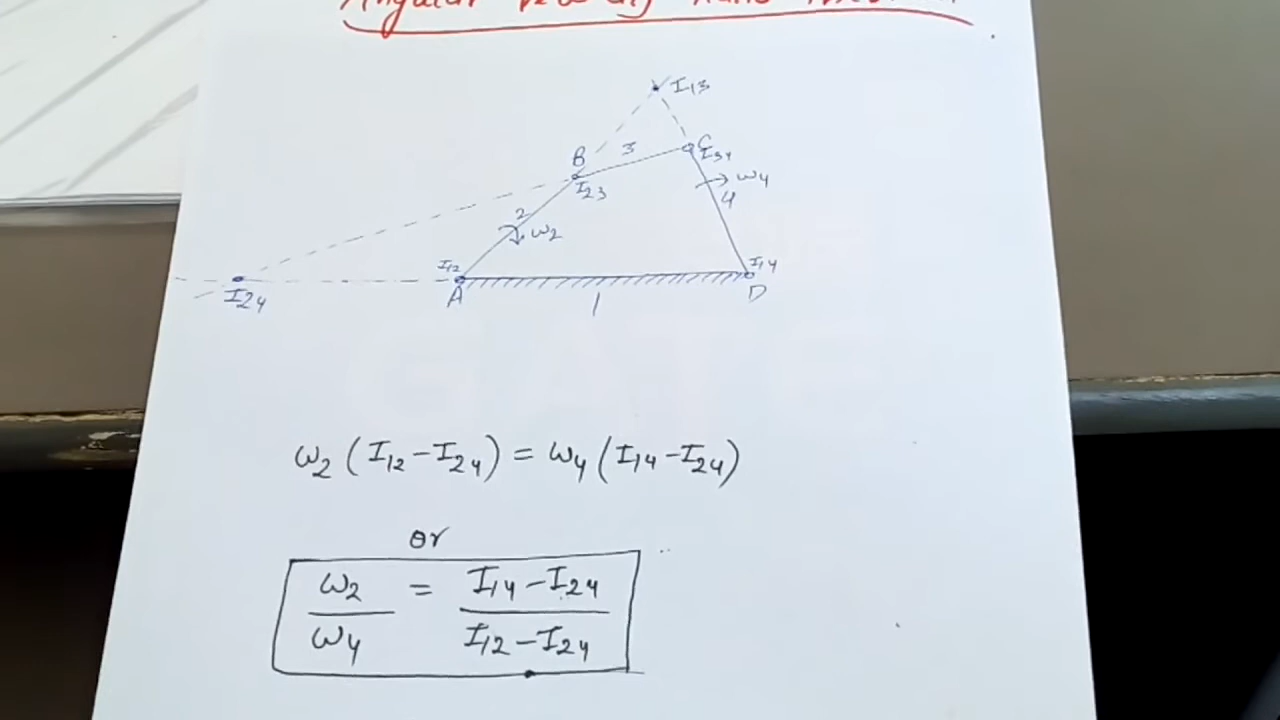 I13
B
3
C
I34
I23
ω4
4
2
ω2
I12
I14
I24
A
D
1
ω2 (I12 - I24) = ω4 (I14 - I24)
or
ω2 / ω4 = I14 - I24 / I12 - I24